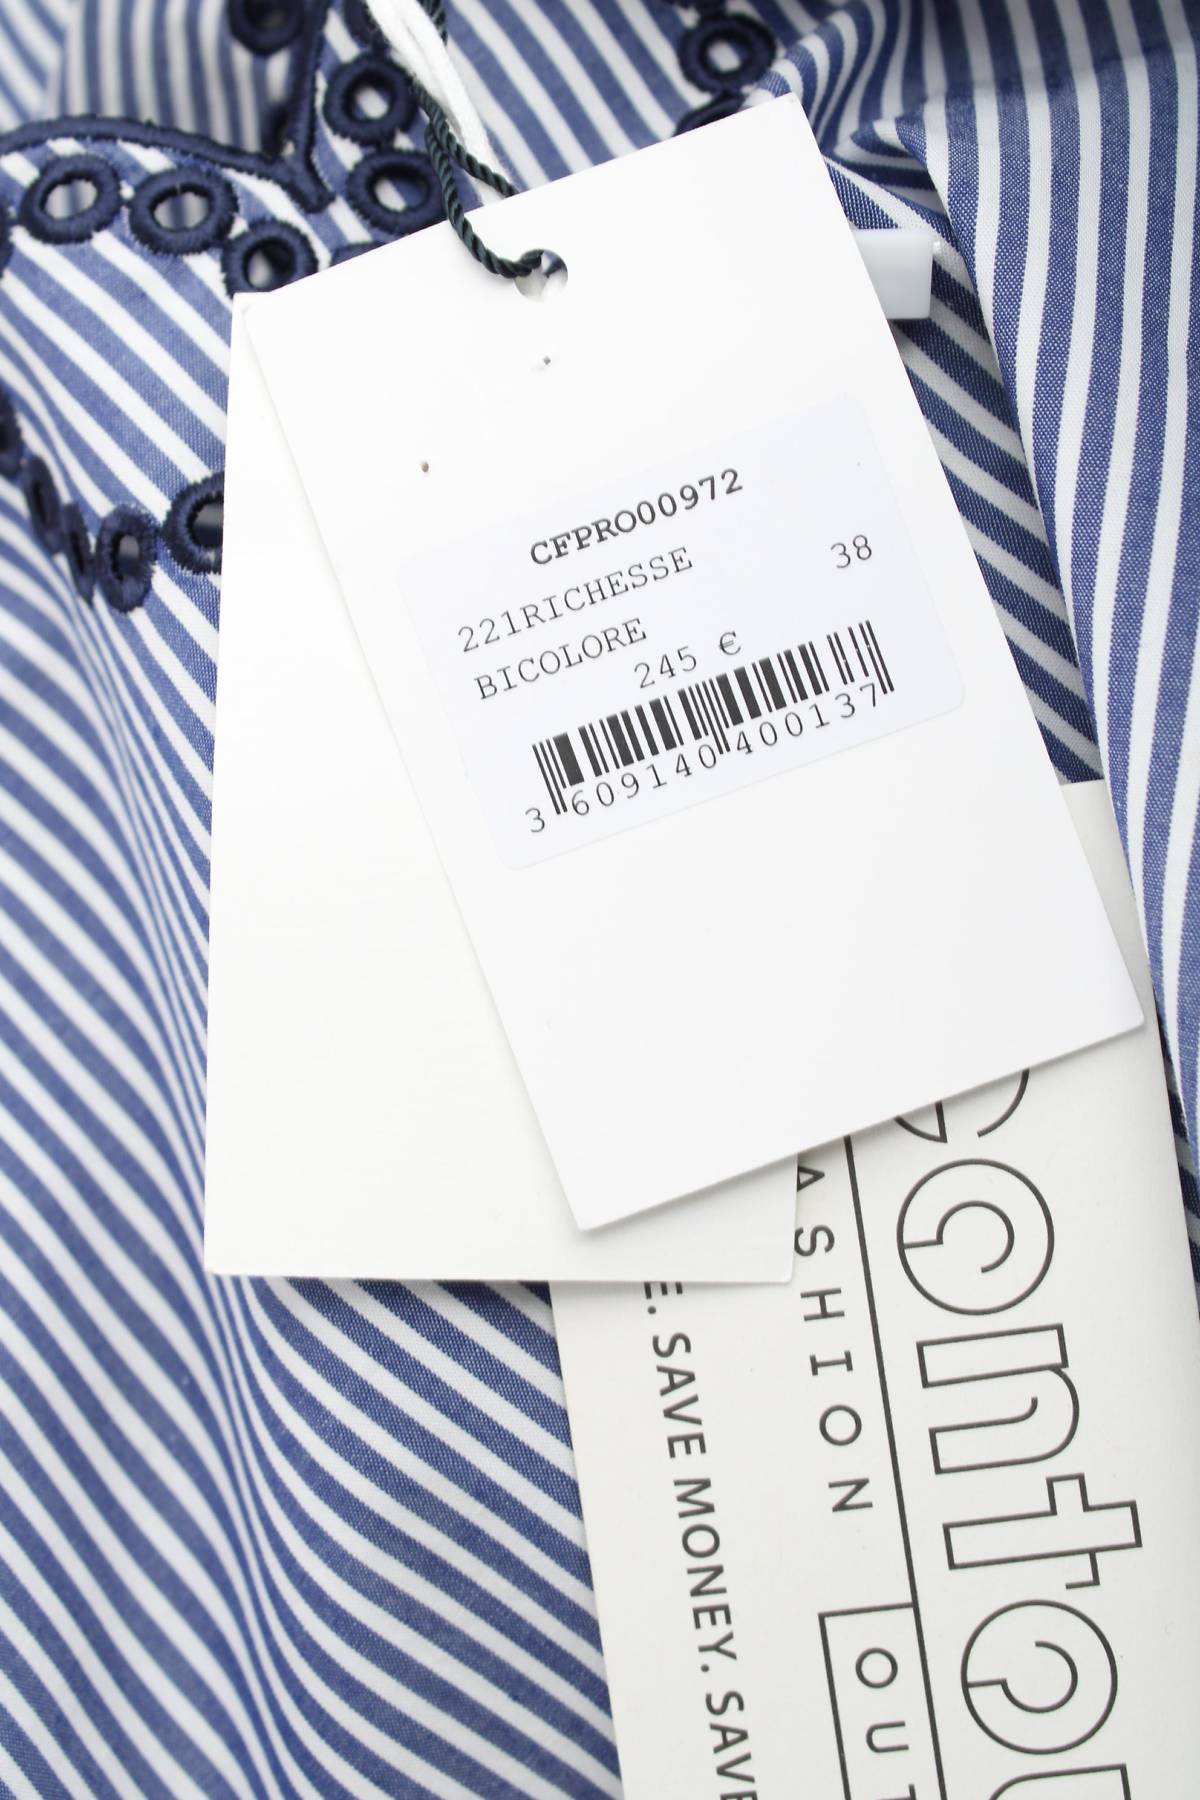 CFPRO00972
221RICHESSE 38
BICOLORE
245 €
3 609140 400137
ASHION
OUT
E. SAVE MONEY. SAVE